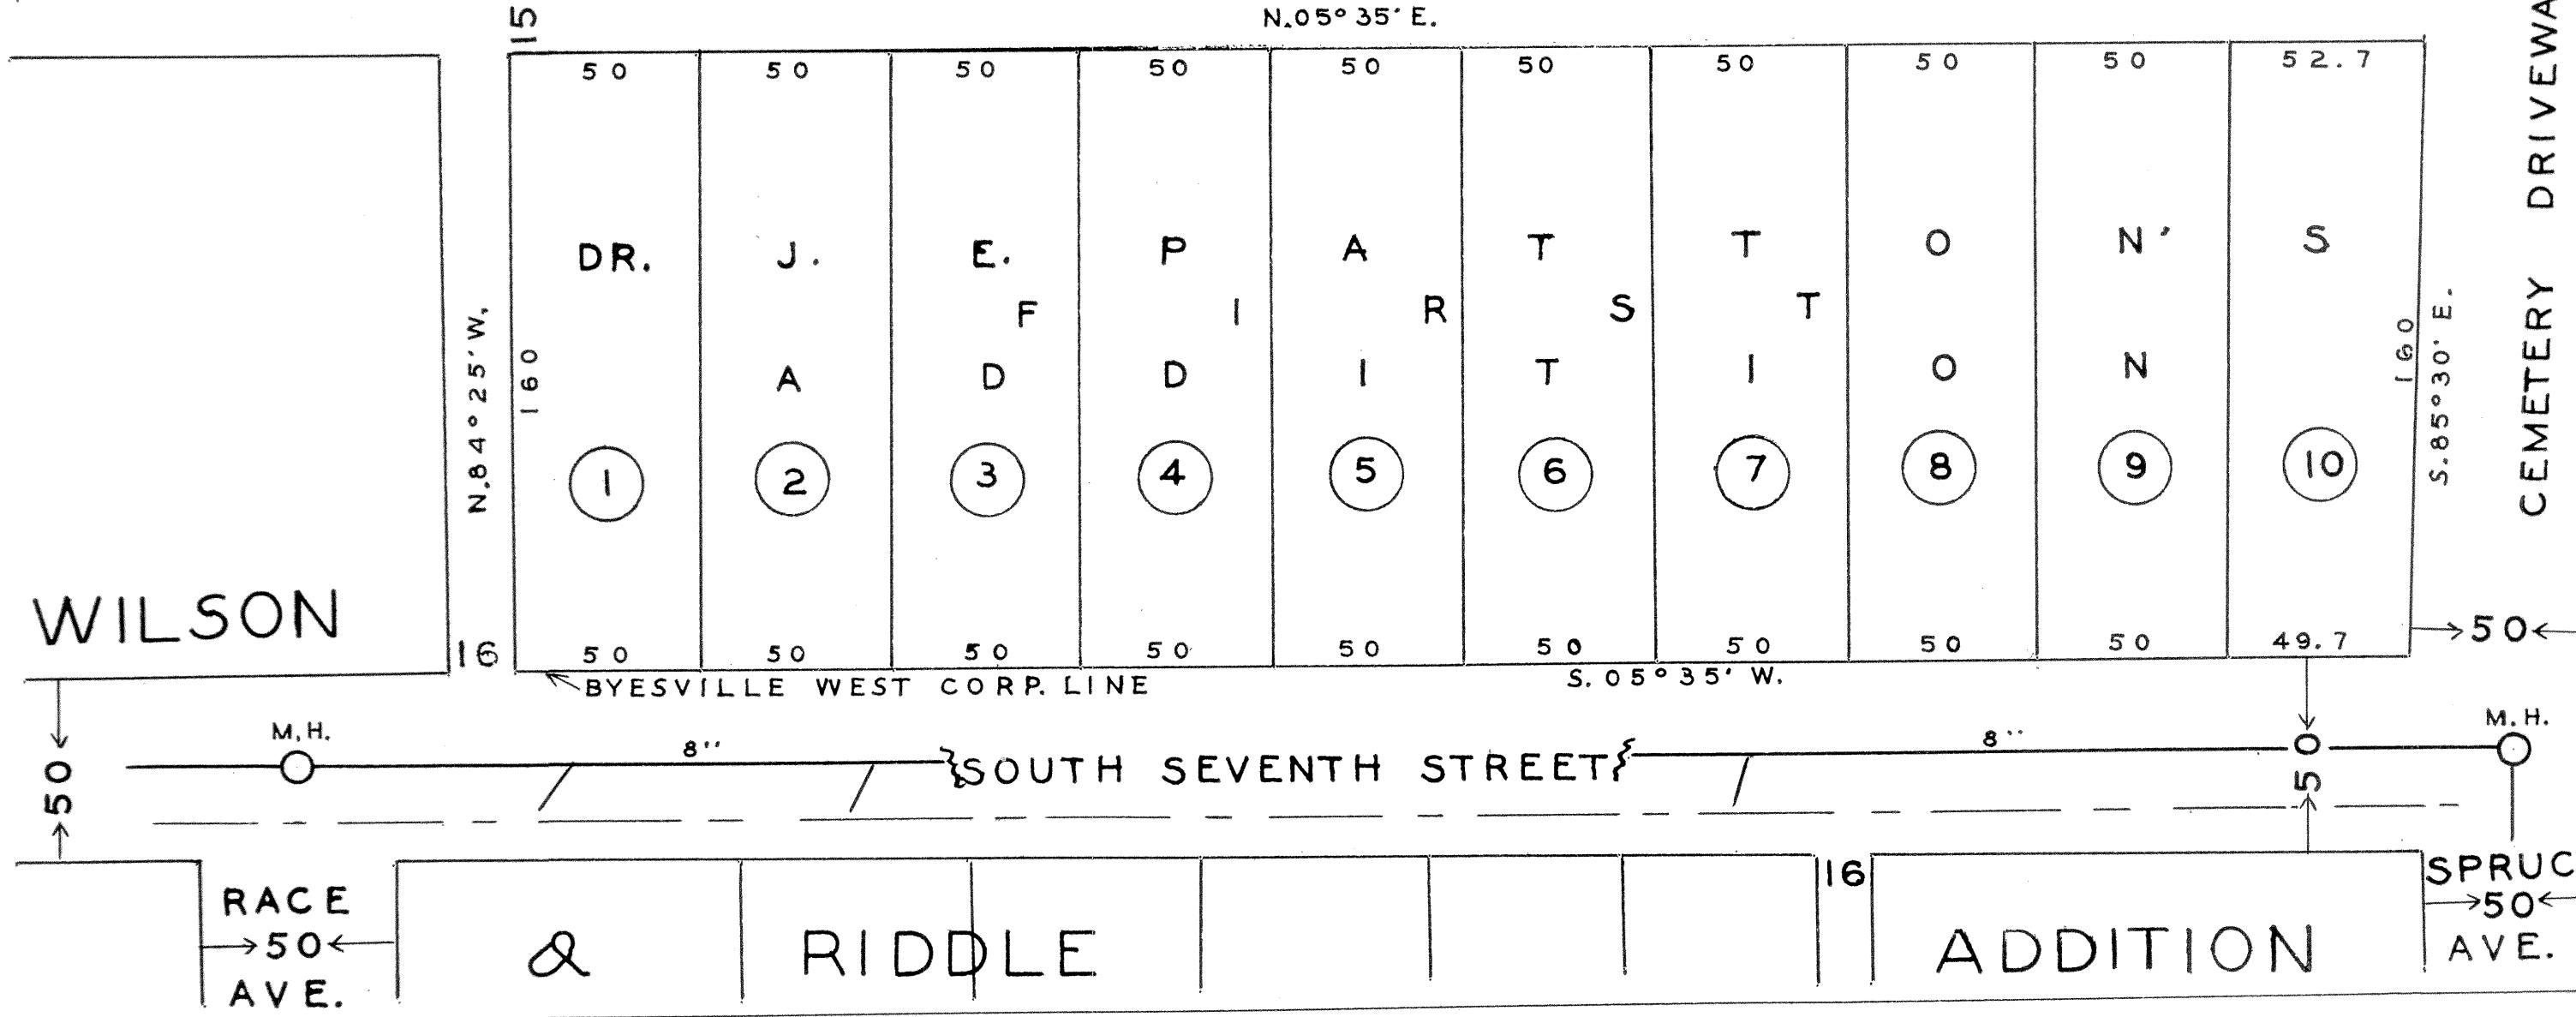 15
N.05° 35' E.
50 50 50 50 50 50 50 50 50 52.7
DR. J. E. PATTON'S
FIRST
ADDITION
1 2 3 4 5 6 7 8 9 10
N.84° 25' W.
160
160
S.85° 30' E.
CEMETERY DRIVEWA
WILSON
16
50 50 50 50 50 50 50 50 50 49.7
50
BYESVILLE WEST CORP. LINE
S. 05° 35' W.
50
M.H.
8"
SOUTH SEVENTH STREET
8"
50
M.H.
RACE
50
AVE.
& RIDDLE ADDITION
16
SPRUC
50
AVE.